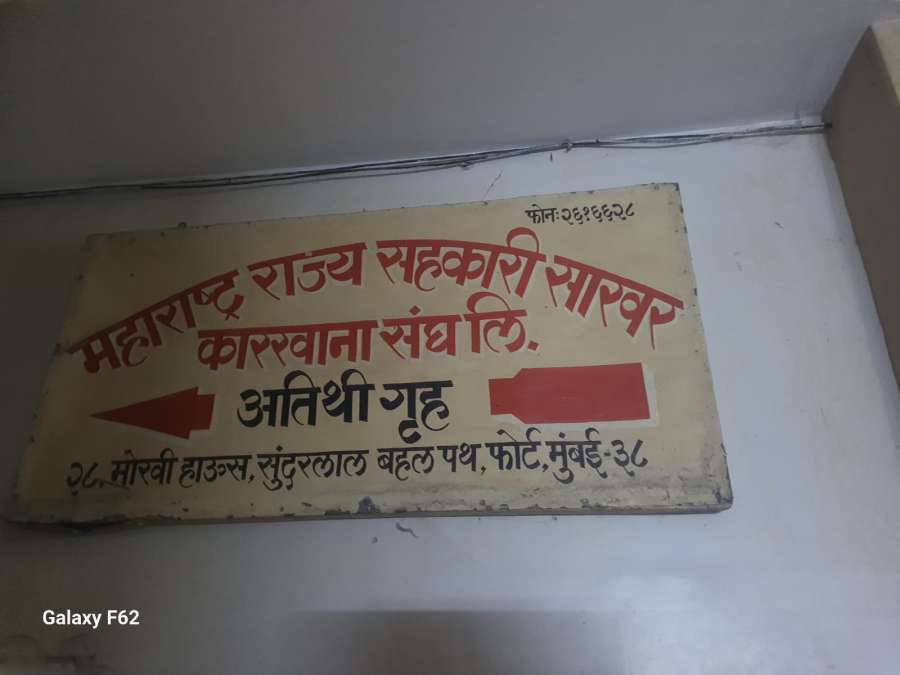 फोनः २६१६६२८
महाराष्ट्र राज्य सहकारी साखर
कारखाना संघ लि.
अतिथी गृह
२८, मोरवी हाऊस, सुंदरलाल बहल पथ, फोर्ट, मुंबई-३८
Galaxy F62